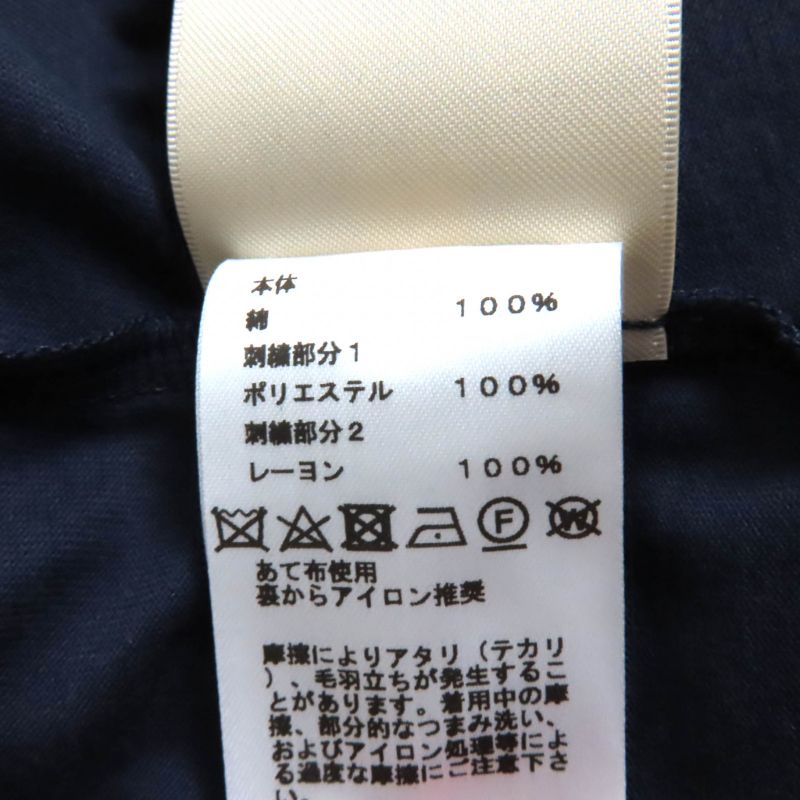 本体
綿 100%
刺繍部分1
ポリエステル 100%
刺繍部分2
レーヨン 100%
F W
あて布使用
裏からアイロン推奨
摩擦によりアタリ(テカリ
)、毛羽立ちが発生するこ
とがあります。着用中の摩
擦、部分的なつまみ洗い、
およびアイロン処理等によ
る過度な摩擦にご注意下さ
い。